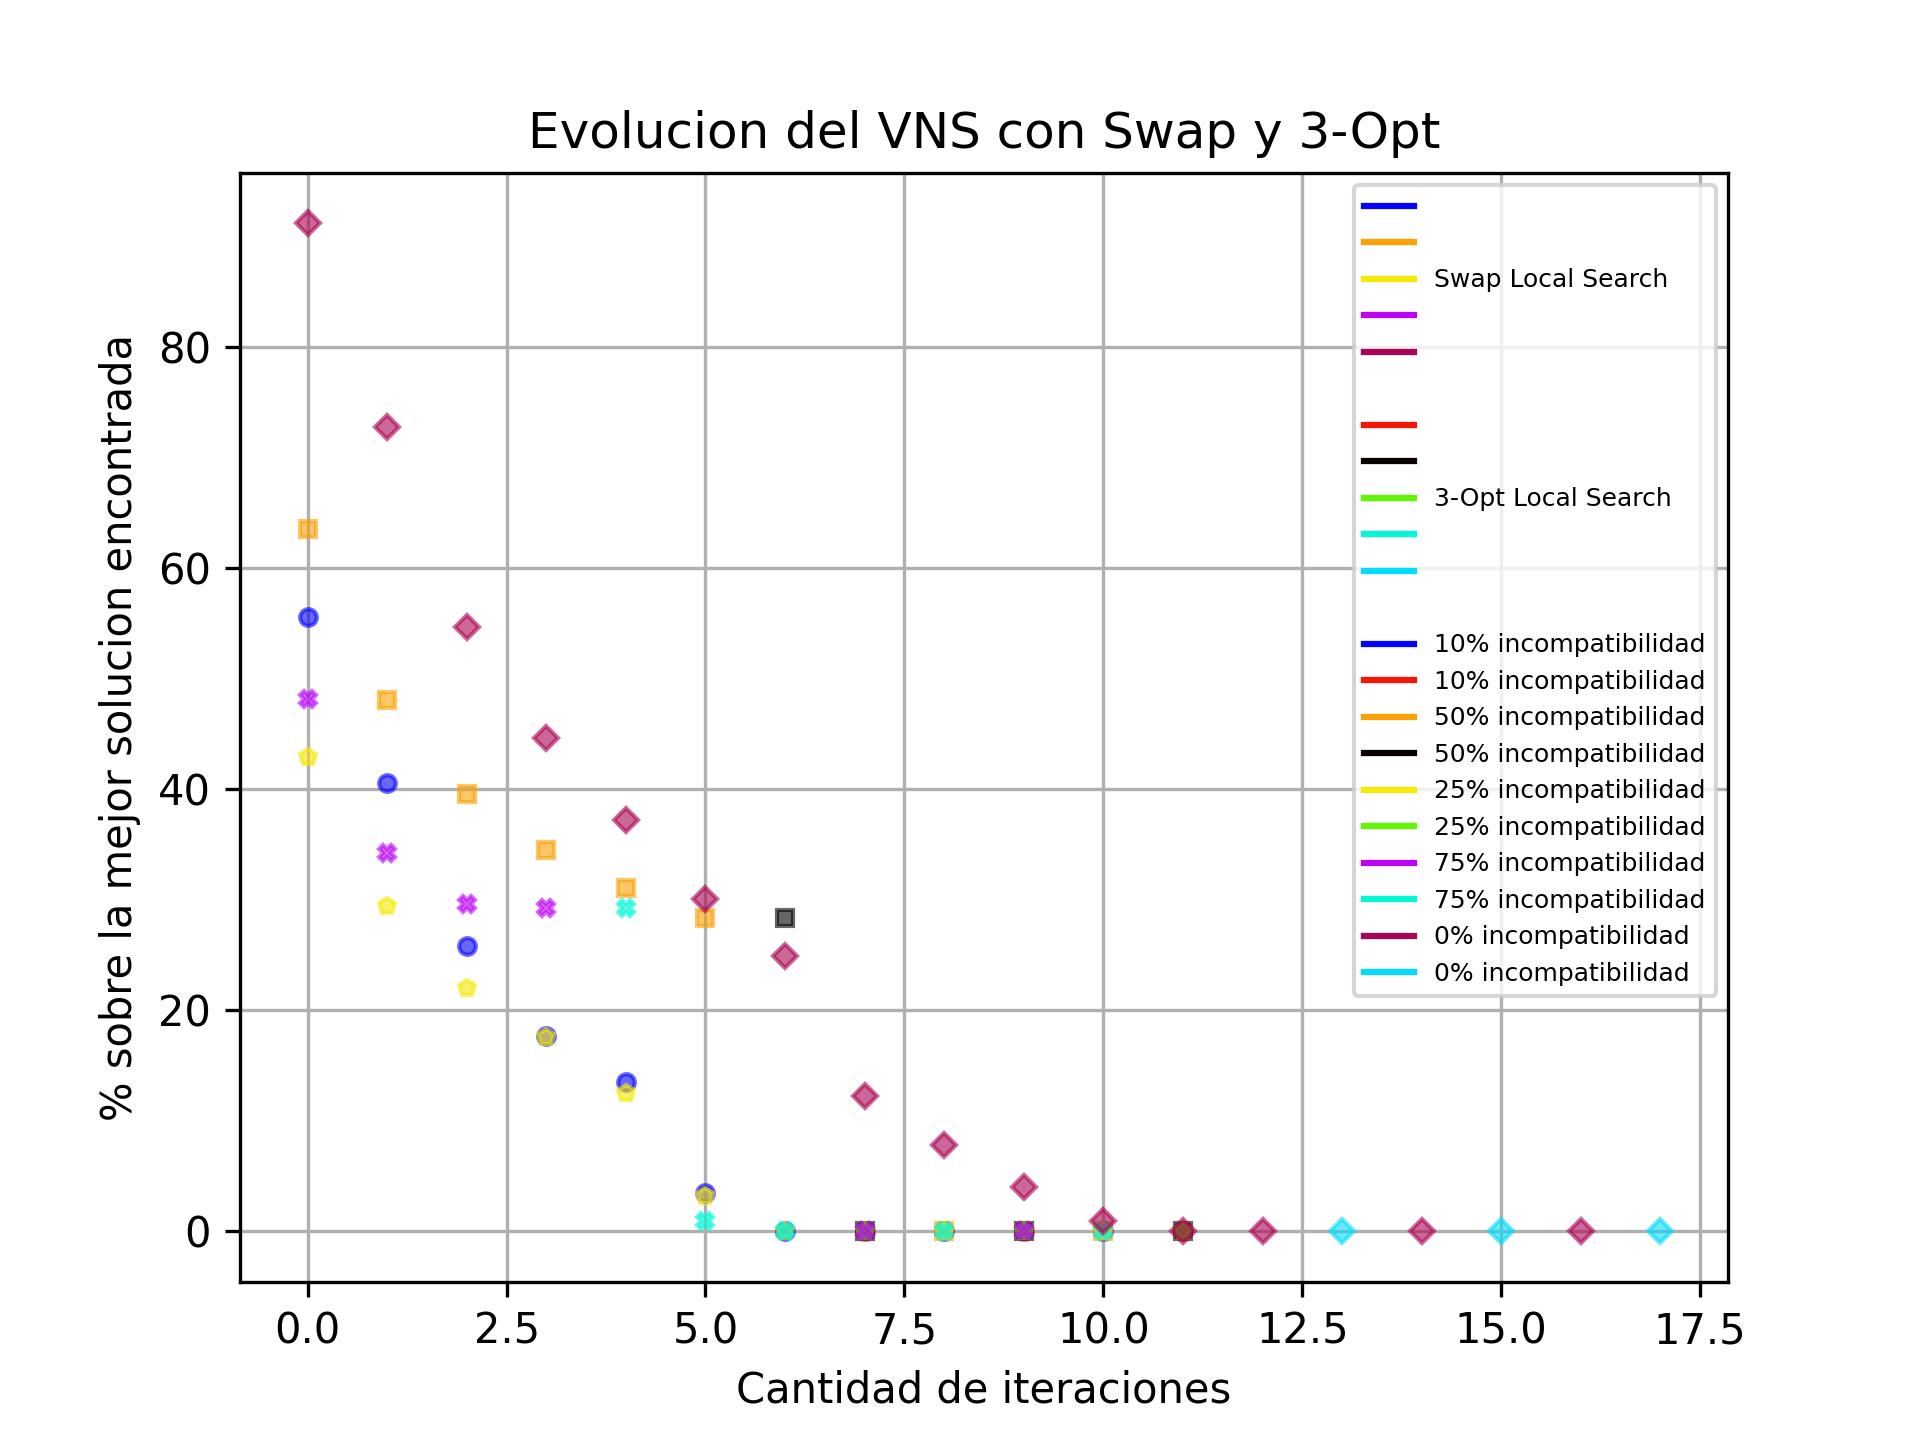 Evolucion del VNS con Swap y 3-Opt
% sobre la mejor solucion encontrada
80
60
40
20
0
Swap Local Search
3-Opt Local Search
10% incompatibilidad
10% incompatibilidad
50% incompatibilidad
50% incompatibilidad
25% incompatibilidad
25% incompatibilidad
75% incompatibilidad
75% incompatibilidad
0% incompatibilidad
0% incompatibilidad
0.0 2.5 5.0 7.5 10.0 12.5 15.0 17.5
Cantidad de iteraciones